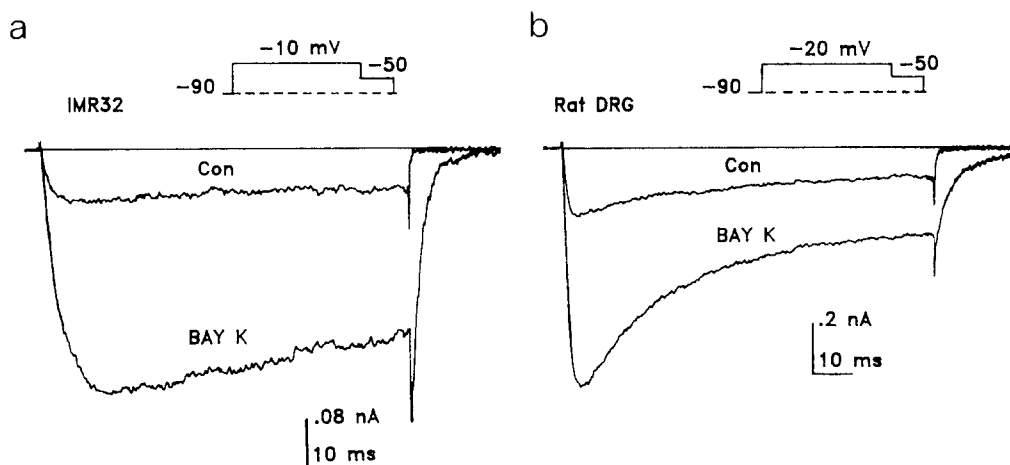 a
−10 mV
−50
−90
IMR32
Con
BAY K
.08 nA
10 ms
b
−20 mV
−50
−90
Rat DRG
Con
BAY K
.2 nA
10 ms